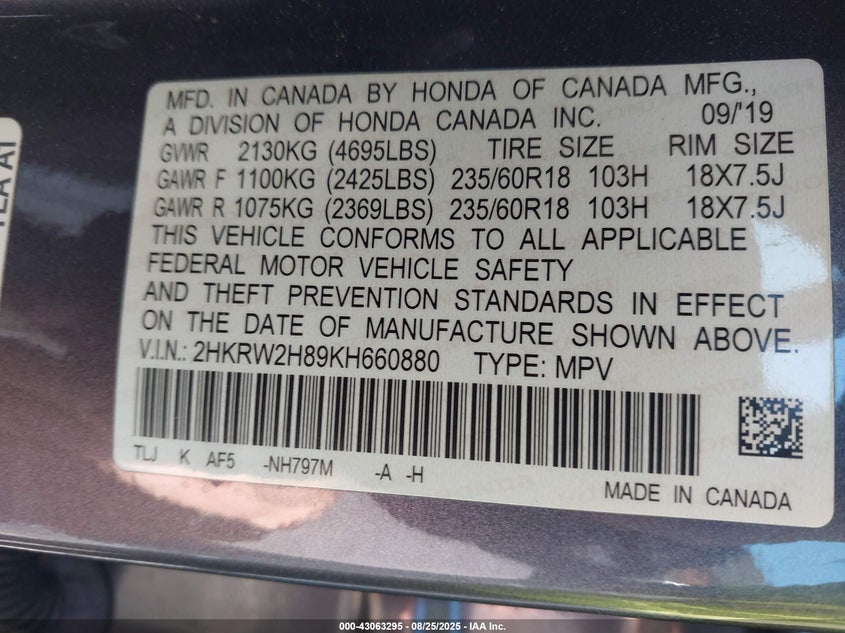 MFD. IN CANADA BY HONDA OF CANADA MFG.,
A DIVISION OF HONDA CANADA INC. 09/'19
GVWR 2130KG (4695LBS) TIRE SIZE RIM SIZE
GAWR F 1100KG (2425LBS) 235/60R18 103H 18X7.5J
GAWR R 1075KG (2369LBS) 235/60R18 103H 18X7.5J
THIS VEHICLE CONFORMS TO ALL APPLICABLE
FEDERAL MOTOR VEHICLE SAFETY
AND THEFT PREVENTION STANDARDS IN EFFECT
ON THE DATE OF MANUFACTURE SHOWN ABOVE.
V.I.N.: 2HKRW2H89KH660880 TYPE: MPV
TLJ K AF5 -NH797M -A -H
MADE IN CANADA
000-43063295 - 08/25/2025 - IAA Inc.